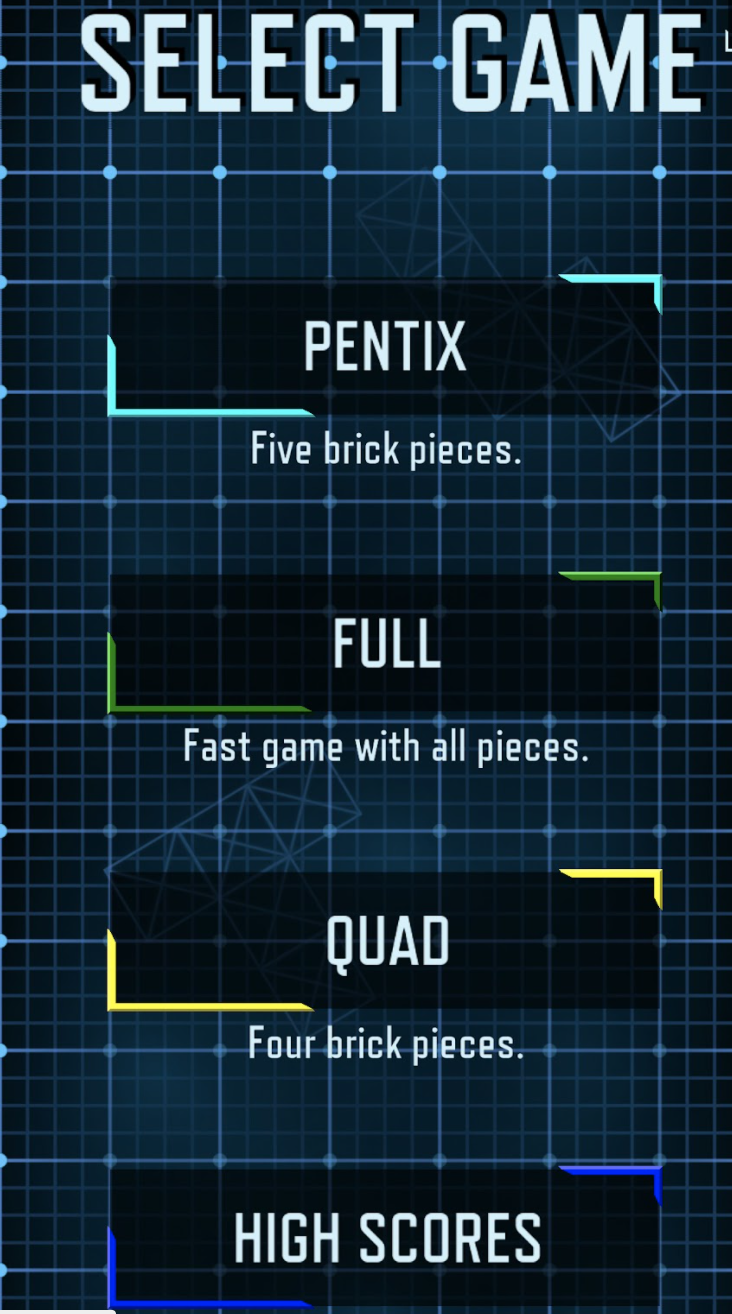 SELECT GAME
PENTIX
Five brick pieces.
FULL
Fast game with all pieces.
QUAD
Four brick pieces.
HIGH SCORES